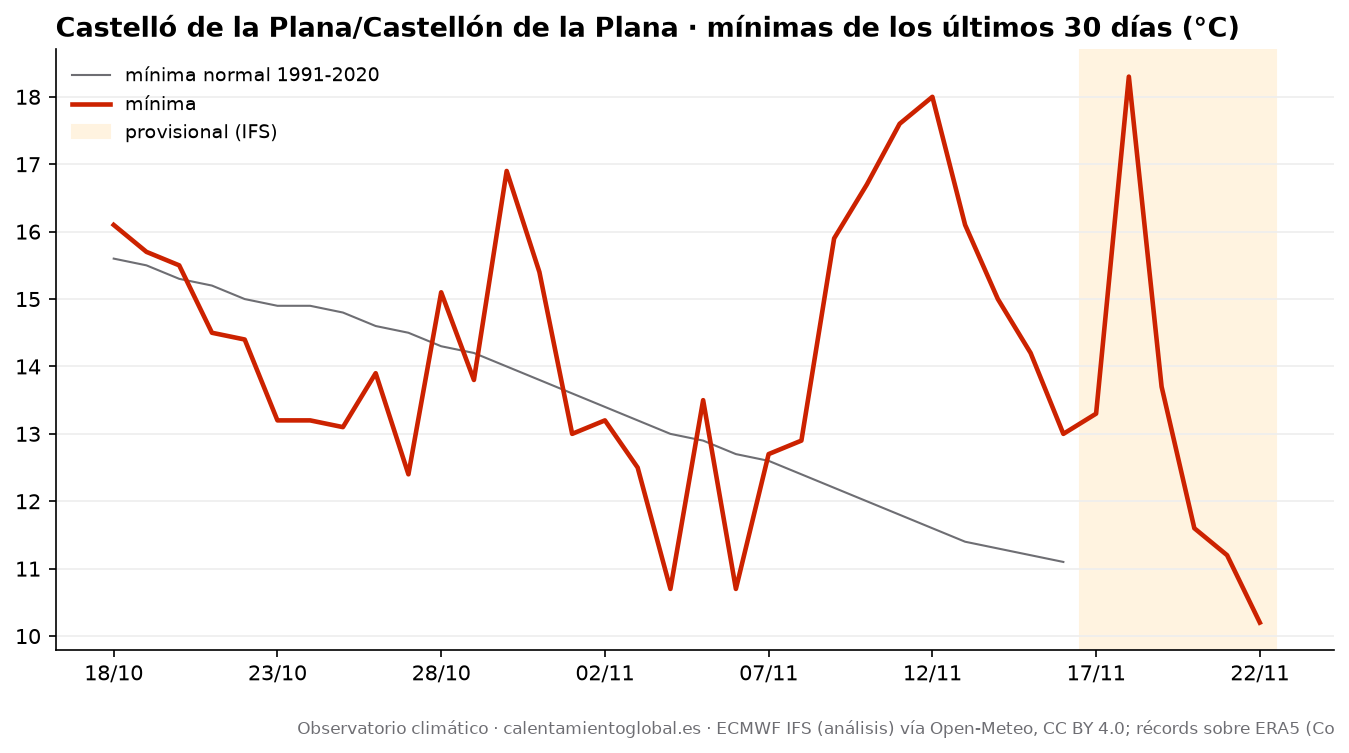 Castelló de la Plana/Castellón de la Plana · mínimas de los últimos 30 días (°C)
mínima normal 1991-2020
mínima
provisional (IFS)
18
17
16
15
14
13
12
11
10
18/10 23/10 28/10 02/11 07/11 12/11 17/11 22/11
Observatorio climático · calentamientoglobal.es · ECMWF IFS (análisis) vía Open-Meteo, CC BY 4.0; récords sobre ERA5 (Co